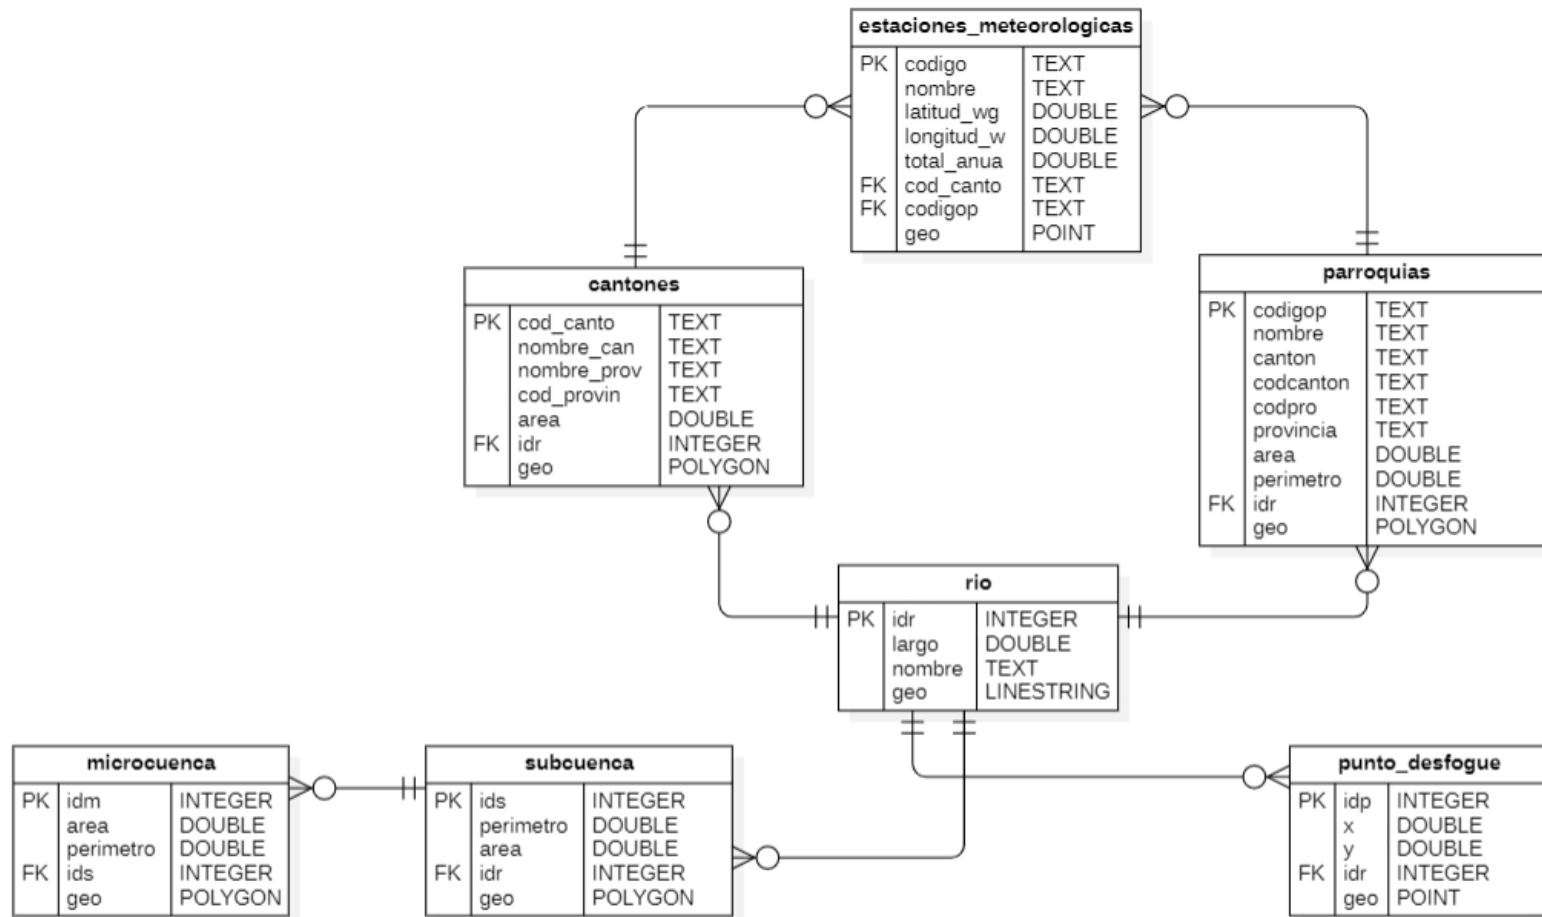 estaciones_meteorologicas
PK codigo TEXT
nombre TEXT
latitud_wg DOUBLE
longitud_w DOUBLE
total_anua DOUBLE
FK cod_canto TEXT
FK codigop TEXT
geo POINT
cantones
PK cod_canto TEXT
nombre_can TEXT
nombre_prov TEXT
cod_provin TEXT
area DOUBLE
FK idr INTEGER
geo POLYGON
parroquias
PK codigop TEXT
nombre TEXT
canton TEXT
codcanton TEXT
codpro TEXT
provincia TEXT
area DOUBLE
perimetro DOUBLE
FK idr INTEGER
geo POLYGON
rio
PK idr INTEGER
largo DOUBLE
nombre TEXT
geo LINESTRING
microcuenca
PK idm INTEGER
area DOUBLE
perimetro DOUBLE
FK ids INTEGER
geo POLYGON
subcuenca
PK ids INTEGER
perimetro DOUBLE
area DOUBLE
FK idr INTEGER
geo POLYGON
punto_desfogue
PK idp INTEGER
x DOUBLE
y DOUBLE
FK idr INTEGER
geo POINT